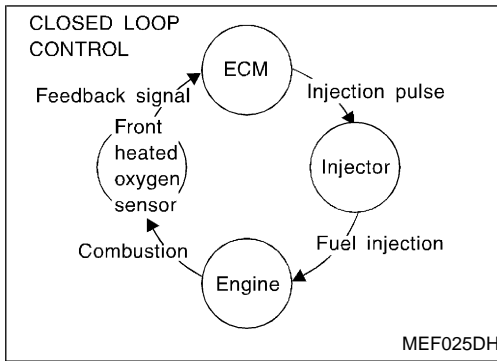 CLOSED LOOP
CONTROL
ECM
Feedback signal
Injection pulse
Front
heated
oxygen
sensor
Injector
Combustion
Fuel injection
Engine
MEF025DH